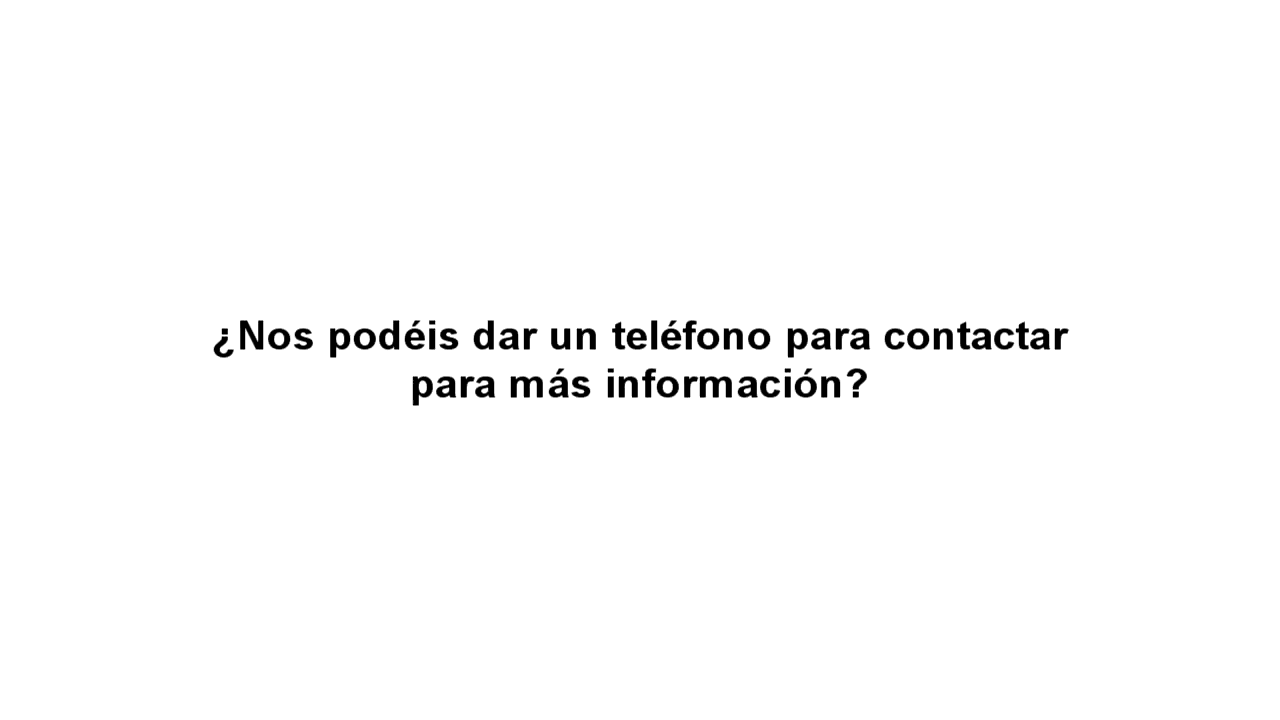 ¿Nos podéis dar un teléfono para contactar
para más información?